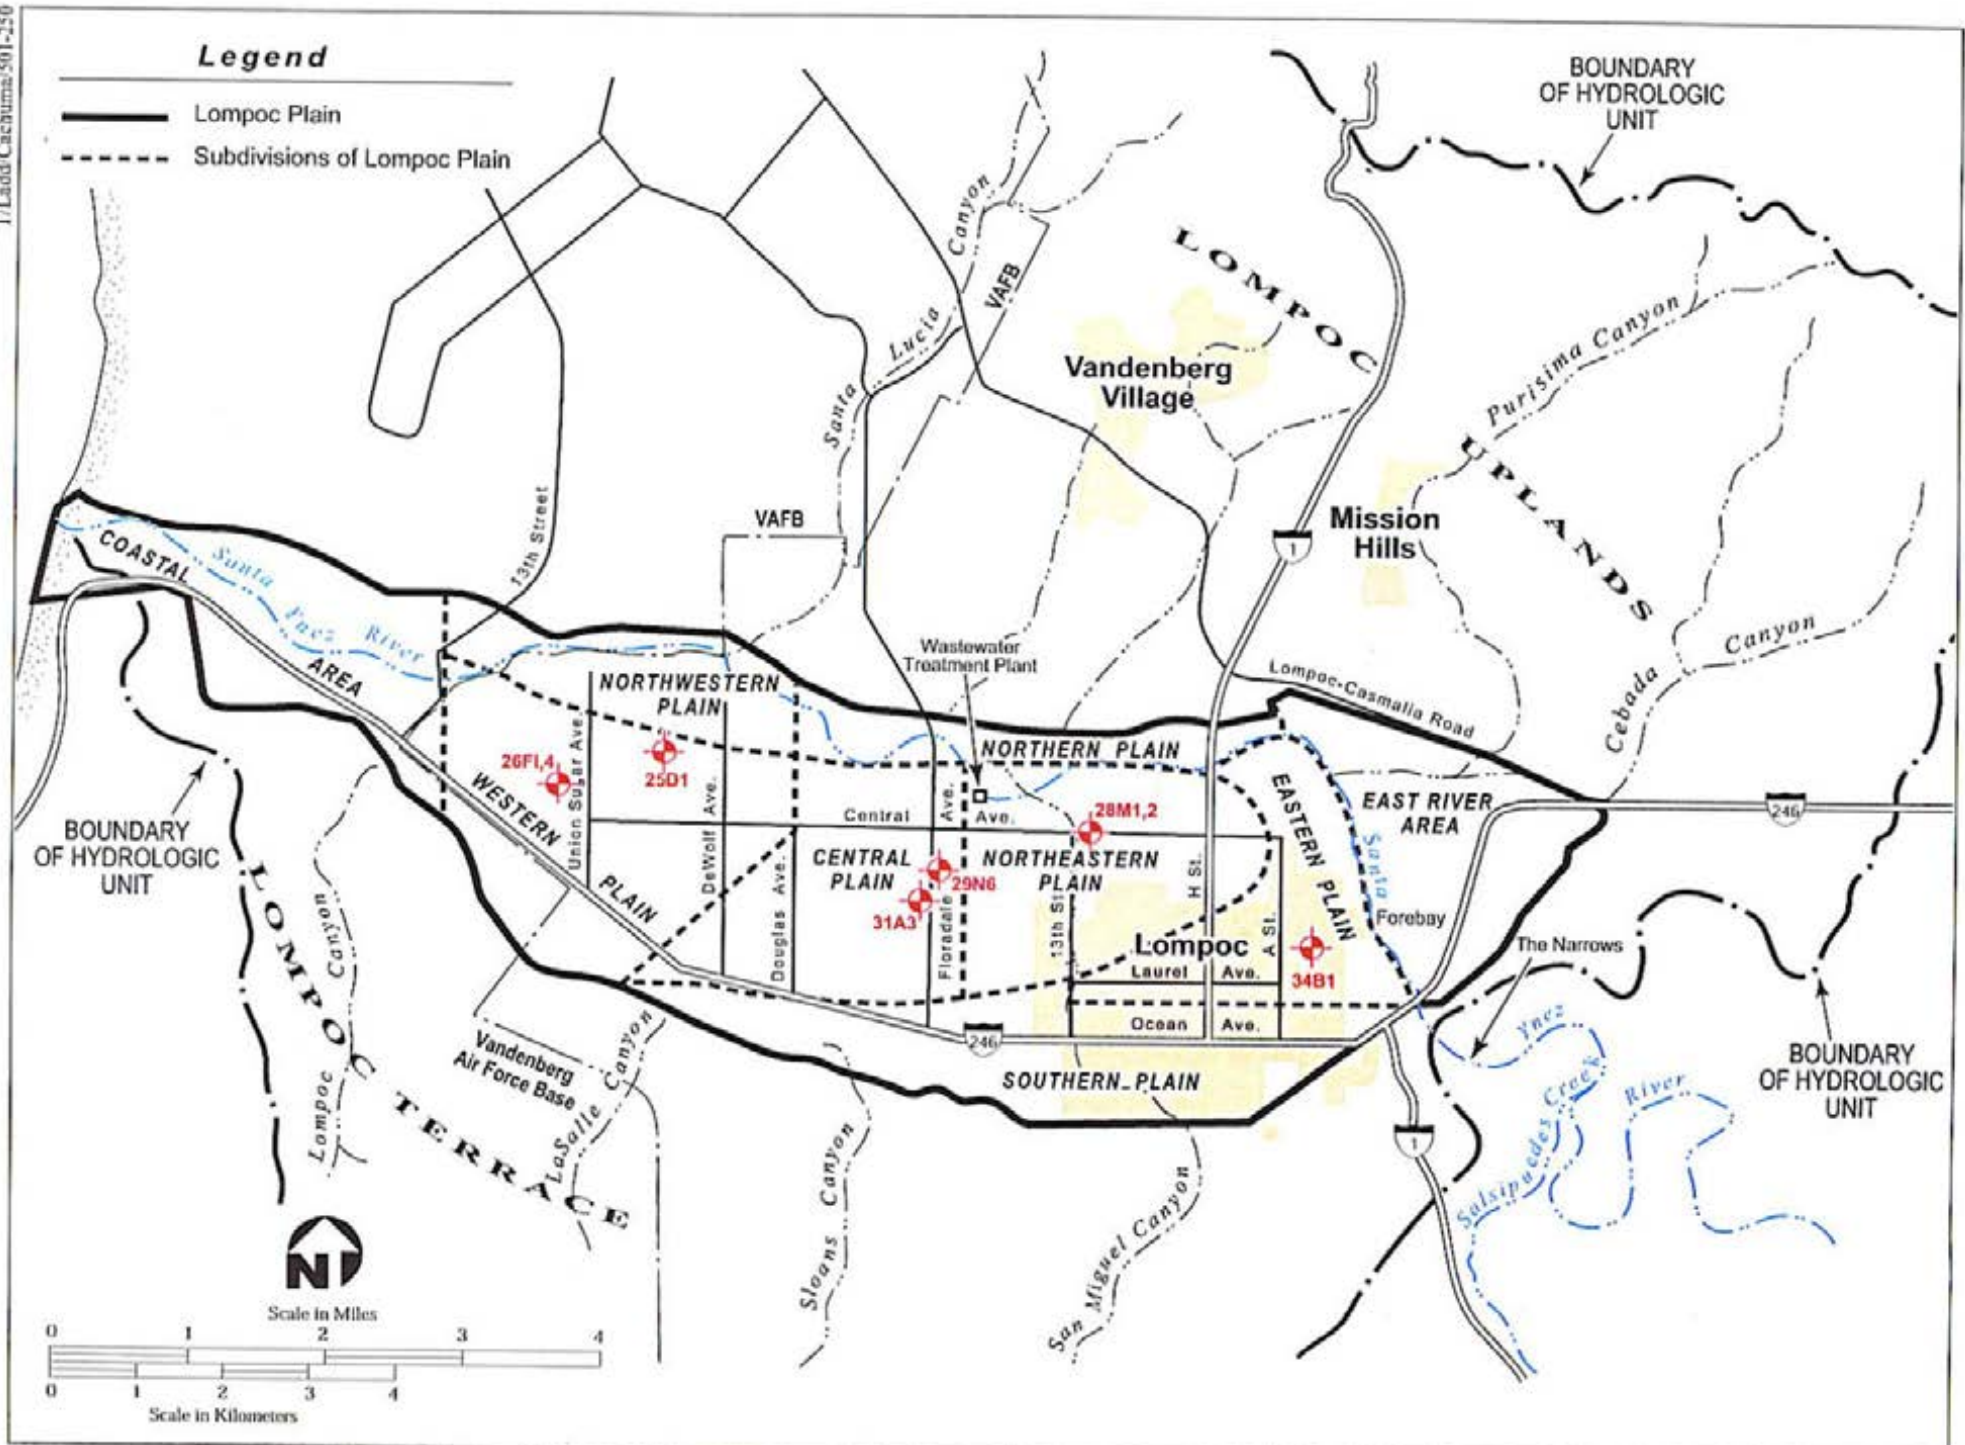 17Ladd/Cachuma/501-250
Legend
Lompoc Plain
Subdivisions of Lompoc Plain
BOUNDARY
OF HYDROLOGIC
UNIT
Santa Lucia Canyon
VAFB
LOMPOC
UPLANDS
Purisima Canyon
Vandenberg
Village
Mission
Hills
1
VAFB
13th Street
COASTAL
AREA
Santa Ynez River
Cebada Canyon
Wastewater
Treatment Plant
Lompoc-Casmalia Road
NORTHWESTERN
PLAIN
NORTHERN PLAIN
26F1,4
25D1
Union Sugar Ave.
DeWolf Ave.
WESTERN
PLAIN
Central Ave.
28M1,2
EASTERN PLAIN
EAST RIVER
AREA
246
BOUNDARY
OF HYDROLOGIC
UNIT
CENTRAL
PLAIN
NORTHEASTERN
PLAIN
29N6
31A3
Douglas Ave.
Floradale Ave.
13th St
H St.
A St.
Santa
Forebay
Lompoc
Laurel Ave.
34B1
The Narrows
Ocean Ave.
246
SOUTHERN PLAIN
Ynez
River
Salsipuedes Creek
BOUNDARY
OF HYDROLOGIC
UNIT
LOMPOC
TERRACE
Lompoc Canyon
Vandenberg
Air Force Base
LaSalle Canyon
Sloans Canyon
San Miguel Canyon
1
N
Scale in Miles
0 1 2 3 4
0 1 2 3 4
Scale in Kilometers